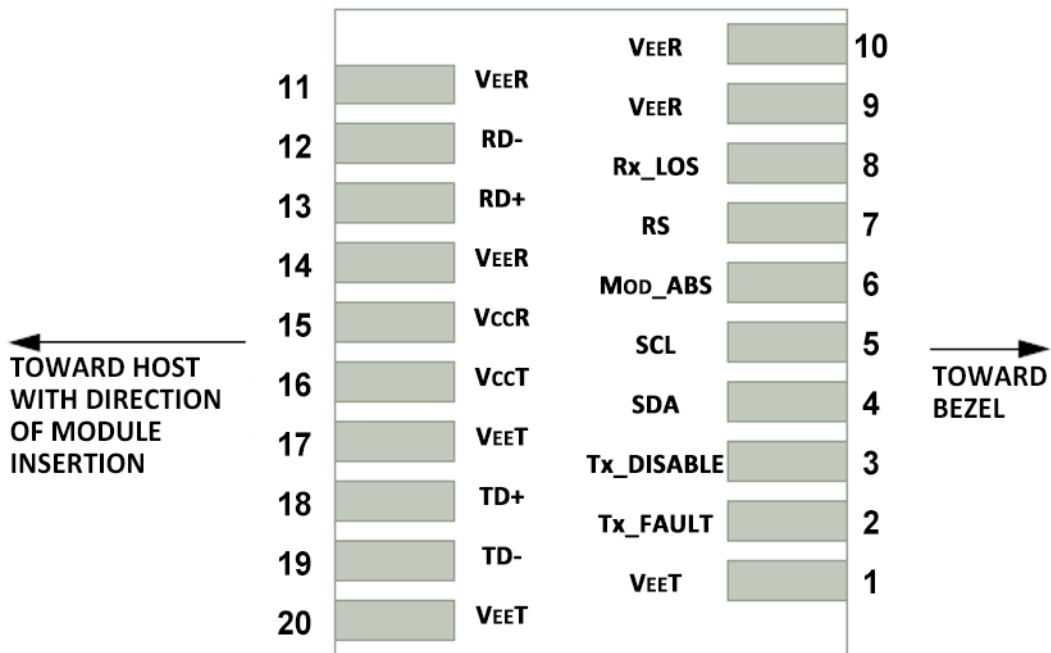 VEER 10
11 VEER
VEER 9
12 RD-
Rx_LOS 8
13 RD+
RS 7
14 VEER
MOD_ABS 6
15 VCCR
SCL 5
TOWARD HOST
WITH DIRECTION
OF MODULE
INSERTION
TOWARD
BEZEL
16 VCCT
SDA 4
17 VEET
Tx_DISABLE 3
18 TD+
Tx_FAULT 2
19 TD-
VEET 1
20 VEET